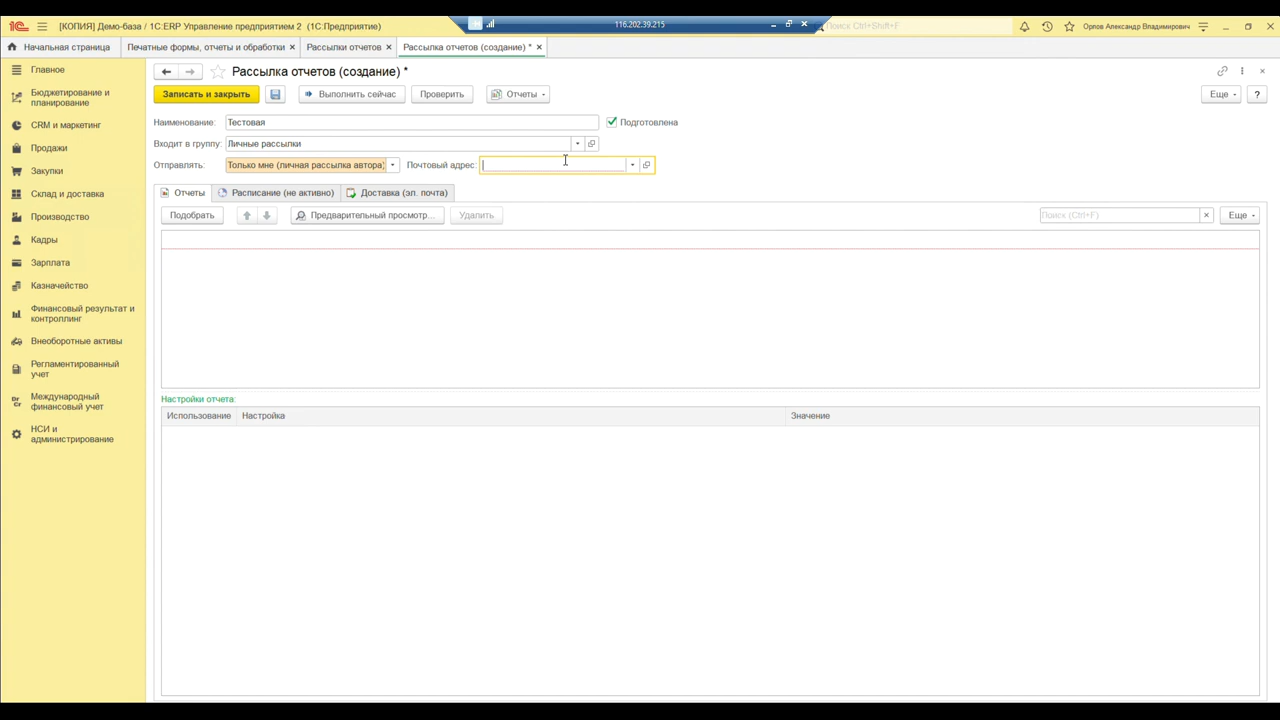 [КОПИЯ] Демо-база / 1С:ERP Управление предприятием 2 (1С:Предприятие)
116.202.39.215
Поиск Ctrl+Shift+F
Орлов Александр Владимирович
Начальная страница
Печатные формы, отчеты и обработки ×
Рассылки отчетов ×
Рассылка отчетов (создание) * ×
Главное
Бюджетирование и
планирование
CRM и маркетинг
Продажи
Закупки
Склад и доставка
Производство
Кадры
Зарплата
Казначейство
Финансовый результат и
контроллинг
Внеоборотные активы
Регламентированный
учет
Международный
финансовый учет
НСИ и
администрирование
Рассылка отчетов (создание) *
Записать и закрыть
Выполнить сейчас
Проверить
Отчеты
Еще
?
Наименование: Тестовая
Подготовлена
Входит в группу: Личные рассылки
Отправлять: Только мне (личная рассылка автора) Почтовый адрес:
Отчеты
Расписание (не активно)
Доставка (эл. почта)
Подобрать
Предварительный просмотр...
Удалить
Поиск (Ctrl+F)
Еще
Настройки отчета:
Использование Настройка Значение